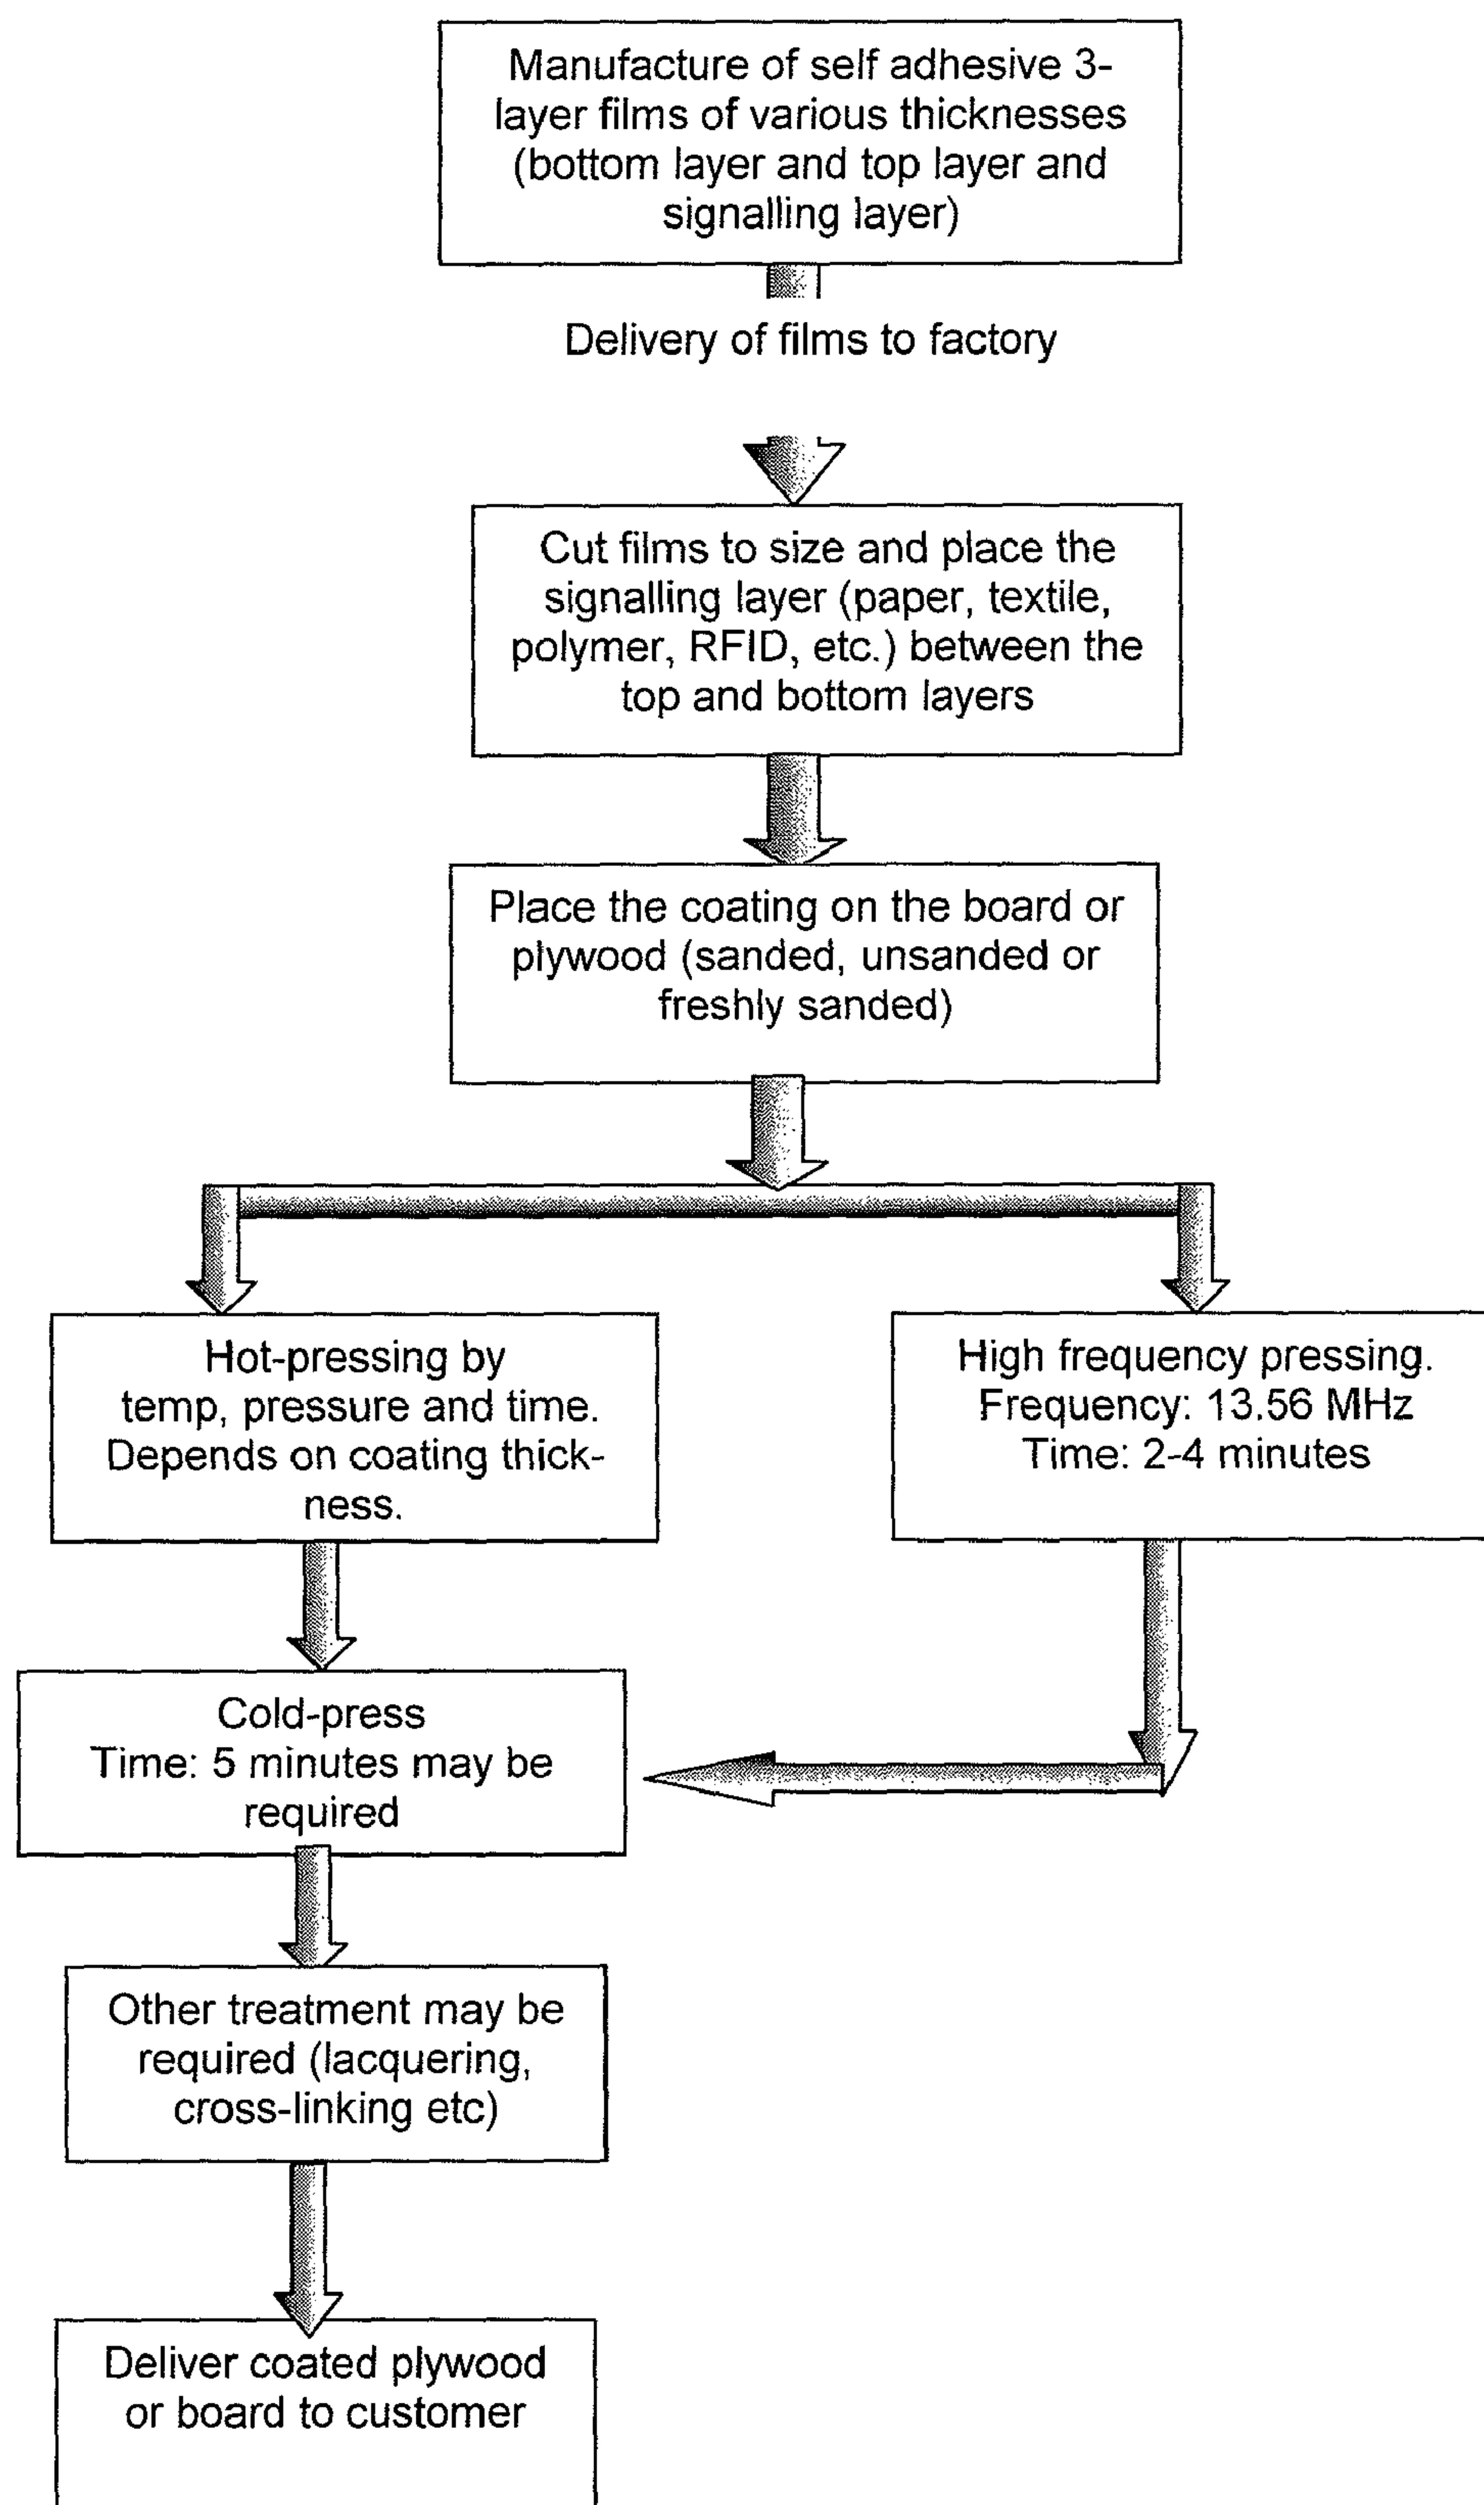 Manufacture of self adhesive 3-
layer films of various thicknesses
(bottom layer and top layer and
signalling layer)
Delivery of films to factory
Cut films to size and place the
signalling layer (paper, textile,
polymer, RFID, etc.) between the
top and bottom layers
Place the coating on the board or
plywood (sanded, unsanded or
freshly sanded)
Hot-pressing by
temp, pressure and time.
Depends on coating thick-
ness.
High frequency pressing.
Frequency: 13.56 MHz
Time: 2-4 minutes
Cold-press
Time: 5 minutes may be
required
Other treatment may be
required (lacquering,
cross-linking etc)
Deliver coated plywood
or board to customer